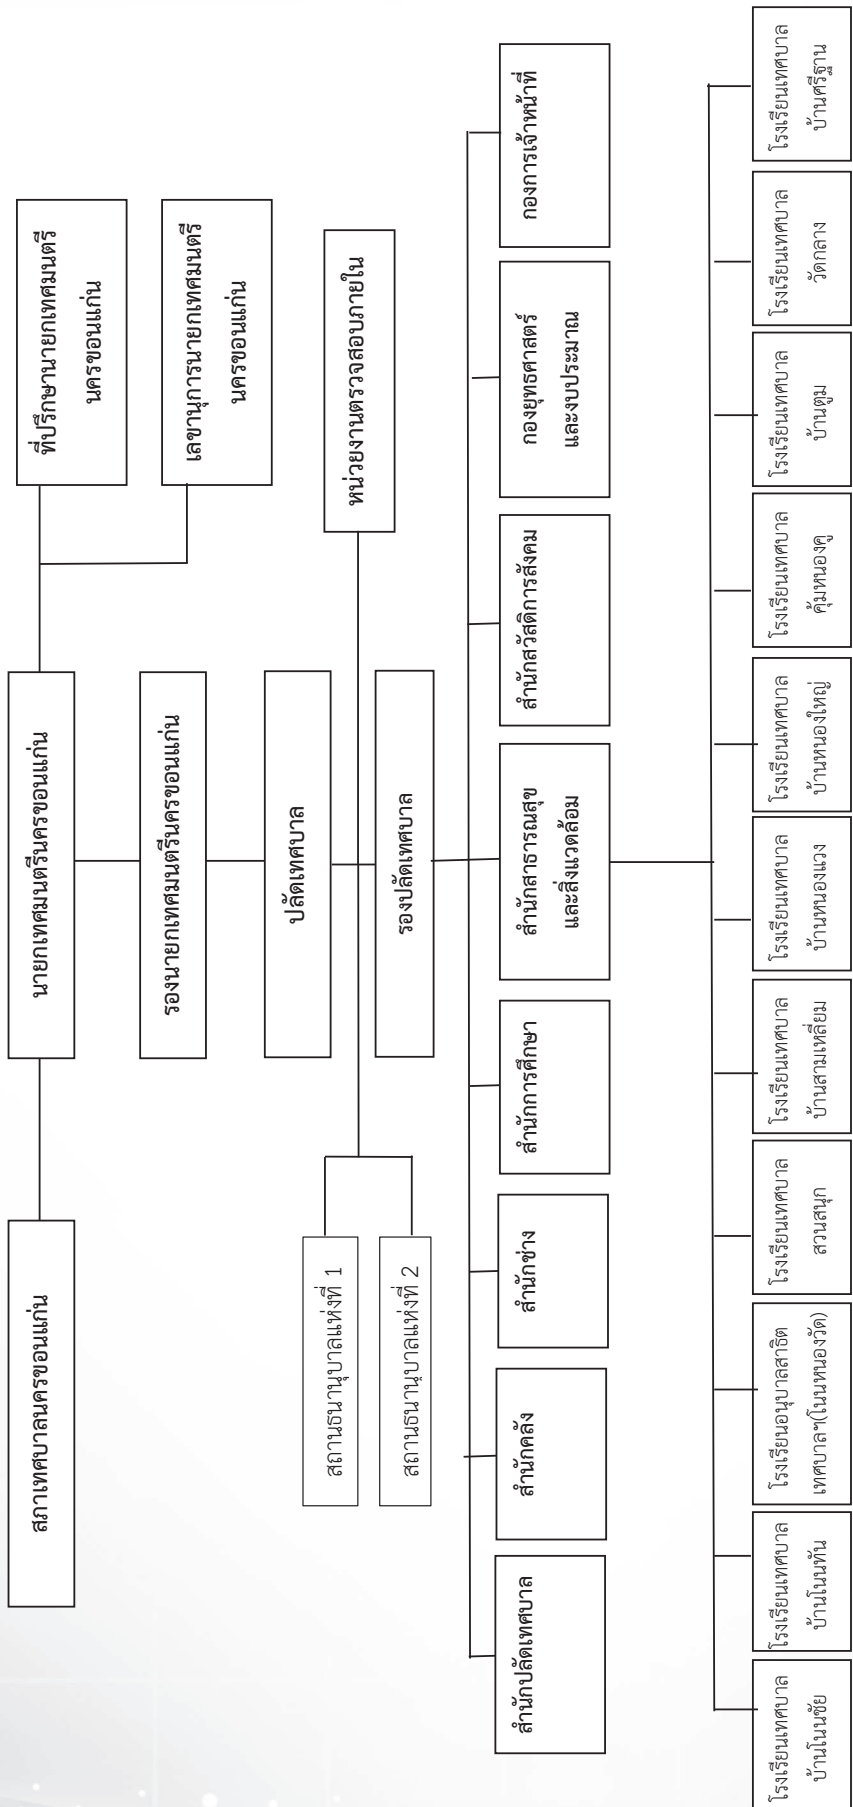 สภาเทศบาลนครขอนแก่น
นายกเทศมนตรีนครขอนแก่น
ที่ปรึกษานายกเทศมนตรี
นครขอนแก่น
เลขานุการนายกเทศมนตรี
นครขอนแก่น
รองนายกเทศมนตรีนครขอนแก่น
ปลัดเทศบาล
หน่วยงานตรวจสอบภายใน
สถานธนานุบาลแห่งที่ 1
สถานธนานุบาลแห่งที่ 2
รองปลัดเทศบาล
สำนักปลัดเทศบาล
สำนักคลัง
สำนักช่าง
สำนักการศึกษา
สำนักสาธารณสุข
และสิ่งแวดล้อม
สำนักสวัสดิการสังคม
กองยุทธศาสตร์
และงบประมาณ
กองการเจ้าหน้าที่
โรงเรียนเทศบาล
บ้านโนนชัย
โรงเรียนเทศบาล
บ้านโนนทัน
โรงเรียนอนุบาลสาธิต
เทศบาลฯ(โนนหนองวัด)
โรงเรียนเทศบาล
สวนสนุก
โรงเรียนเทศบาล
บ้านสามเหลี่ยม
โรงเรียนเทศบาล
บ้านหนองแวง
โรงเรียนเทศบาล
บ้านหนองใหญ่
โรงเรียนเทศบาล
คุ้มหนองคู
โรงเรียนเทศบาล
บ้านตูม
โรงเรียนเทศบาล
วัดกลาง
โรงเรียนเทศบาล
บ้านศรีฐาน